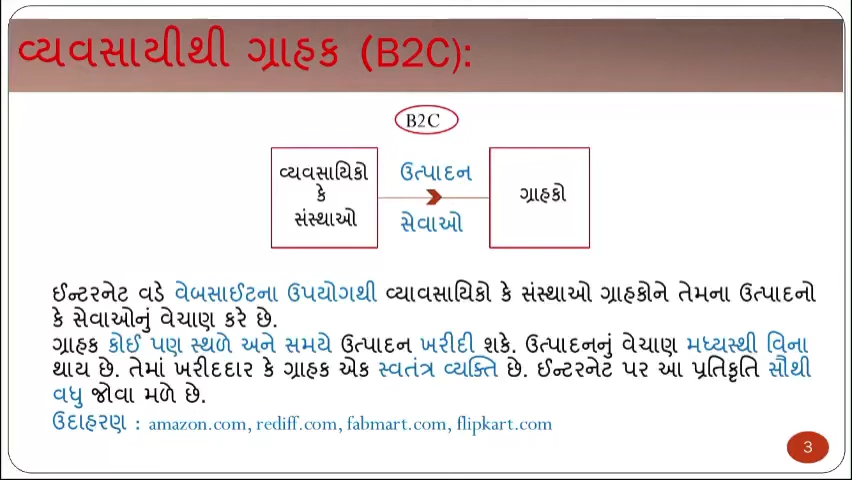 વ્યવસાયીથી ગ્રાહક (B2C):
B2C
વ્યવસાયિકો
કે
સંસ્થાઓ
ઉત્પાદન
સેવાઓ
ગ્રાહકો
ઈન્ટરનેટ વડે વેબસાઈટના ઉપયોગથી વ્યાવસાયિકો કે સંસ્થાઓ ગ્રાહકોને તેમના ઉત્પાદનો
કે સેવાઓનું વેચાણ કરે છે.
ગ્રાહક કોઈ પણ સ્થળે અને સમયે ઉત્પાદન ખરીદી શકે. ઉત્પાદનનું વેચાણ મધ્યસ્થી વિના
થાય છે. તેમાં ખરીદદાર કે ગ્રાહક એક સ્વતંત્ર વ્યક્તિ છે. ઈન્ટરનેટ પર આ પ્રતિકૃતિ સૌથી
વધુ જોવા મળે છે.
ઉદાહરણ : amazon.com, rediff.com, fabmart.com, flipkart.com
3